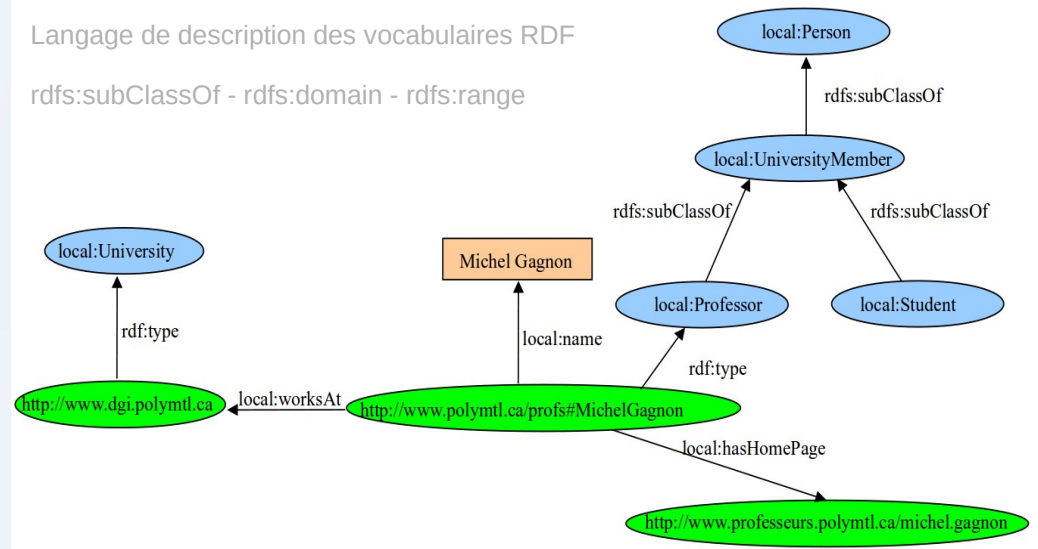 Langage de description des vocabulaires RDF
rdfs:subClassOf - rdfs:domain - rdfs:range
local:Person
rdfs:subClassOf
local:UniversityMember
rdfs:subClassOf
rdfs:subClassOf
local:University
Michel Gagnon
local:Professor
local:Student
rdf:type
local:name
rdf:type
http://www.dgi.polymtl.ca
local:worksAt
http://www.polymtl.ca/profs#MichelGagnon
local:hasHomePage
http://www.professeurs.polymtl.ca/michel.gagnon